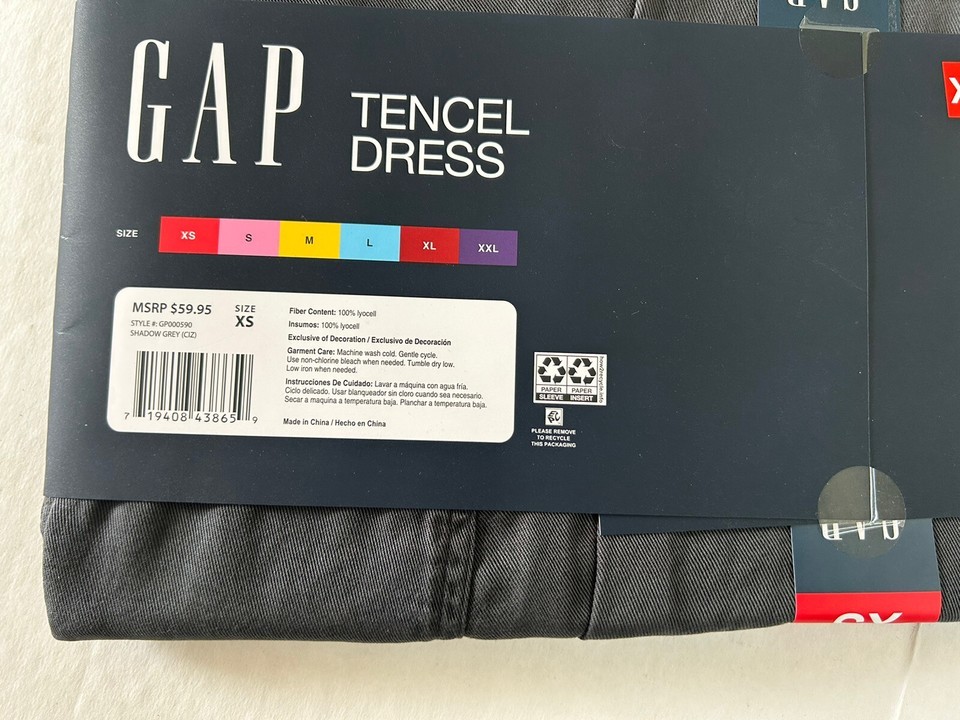 GAP
GAP
TENCEL
DRESS
SIZE XS S M L XL XXL
MSRP $59.95
STYLE #: GP000590
SHADOW GREY (CIZ)
SIZE
XS
7 19408 43865 9
Fiber Content: 100% lyocell
Insumos: 100% lyocell
Exclusive of Decoration / Exclusivo de Decoración
Garment Care: Machine wash cold. Gentle cycle.
Use non-chlorine bleach when needed. Tumble dry low.
Low iron when needed.
Instrucciones De Cuidado: Lavar a máquina con agua fría.
Ciclo delicado. Usar blanqueador sin cloro cuando sea necesario.
Secar a maquina a temperatura baja. Planchar a temperatura baja.
Made in China / Hecho en China
PAPER
SLEEVE
PAPER
INSERT
how2recycle.info
PLEASE REMOVE
TO RECYCLE
THIS PACKAGING
GAP